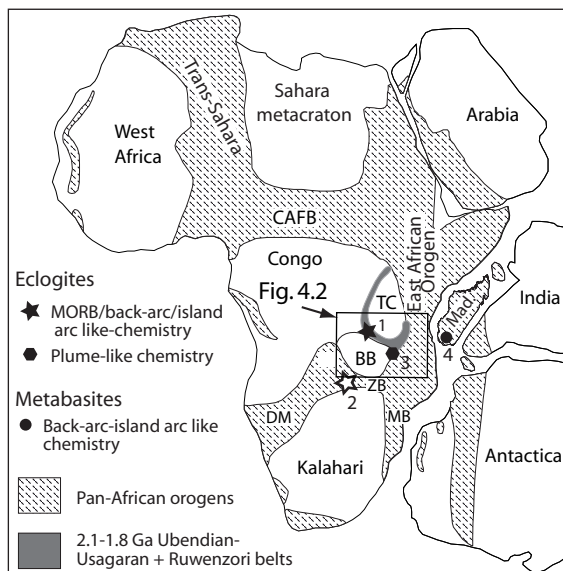 Trans-Sahara
Sahara
metacraton
Arabia
West
Africa
CAFB
East African
Orogen
Congo
India
Eclogites
MORB/back-arc/island
arc like-chemistry
Plume-like chemistry
Fig. 4.2
TC
Mad.
1
BB
3
4
2
ZB
DM
MB
Metabasites
Back-arc-island arc like
chemistry
Kalahari
Antactica
Pan-African orogens
2.1-1.8 Ga Ubendian-
Usagaran + Ruwenzori belts